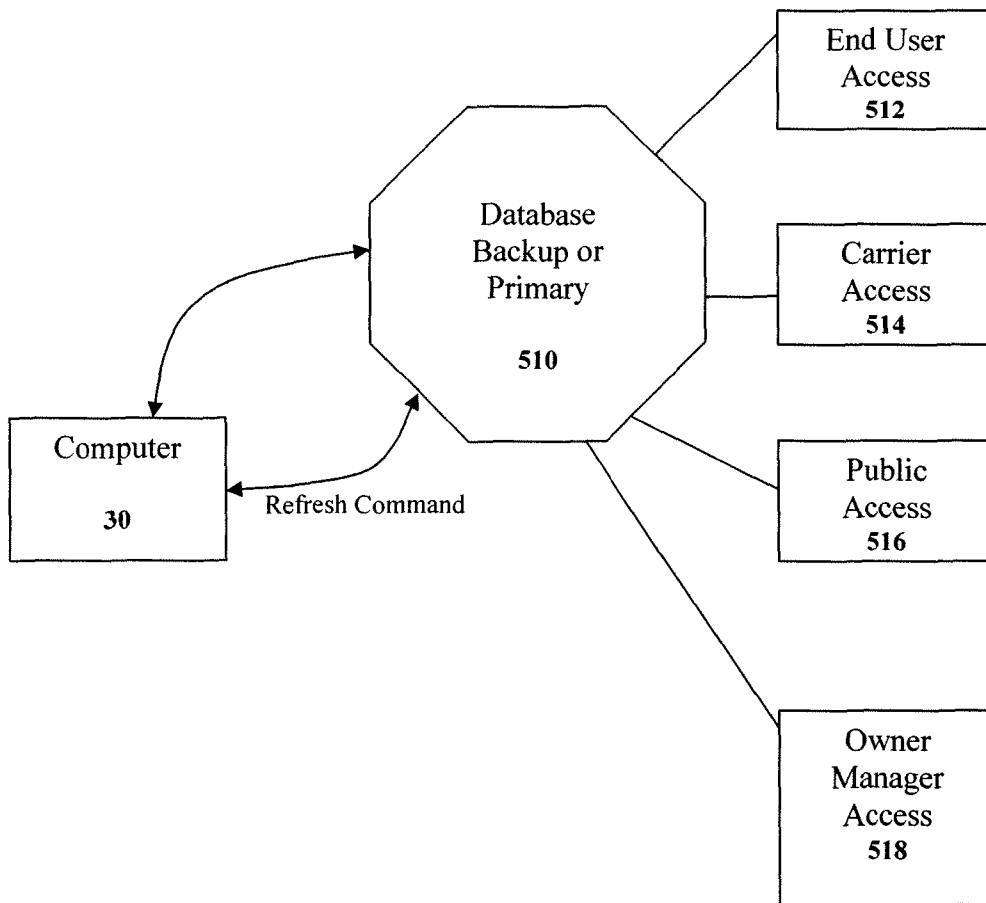 End User
Access
512
Database
Backup or
Primary
510
Carrier
Access
514
Computer
30
Refresh Command
Public
Access
516
Owner
Manager
Access
518